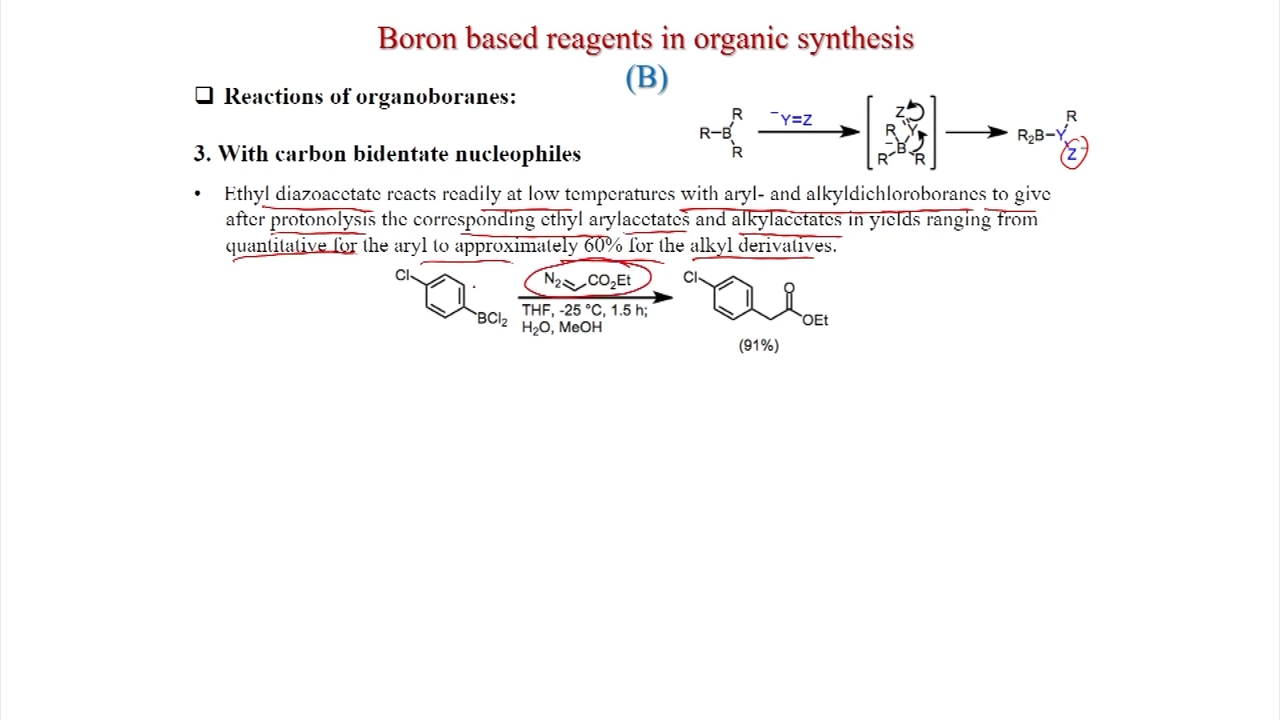 Boron based reagents in organic synthesis
(B)
❑ Reactions of organoboranes:
3. With carbon bidentate nucleophiles
R–B R R
⁻Y=Z
Z R Y ⁻B R R
R₂B–Y R Z⁻
• Ethyl diazoacetate reacts readily at low temperatures with aryl- and alkyldichloroboranes to give
after protonolysis the corresponding ethyl arylacetates and alkylacetates in yields ranging from
quantitative for the aryl to approximately 60% for the alkyl derivatives.
Cl BCl₂
N₂ CO₂Et
THF, -25 °C, 1.5 h;
H₂O, MeOH
Cl O OEt
(91%)